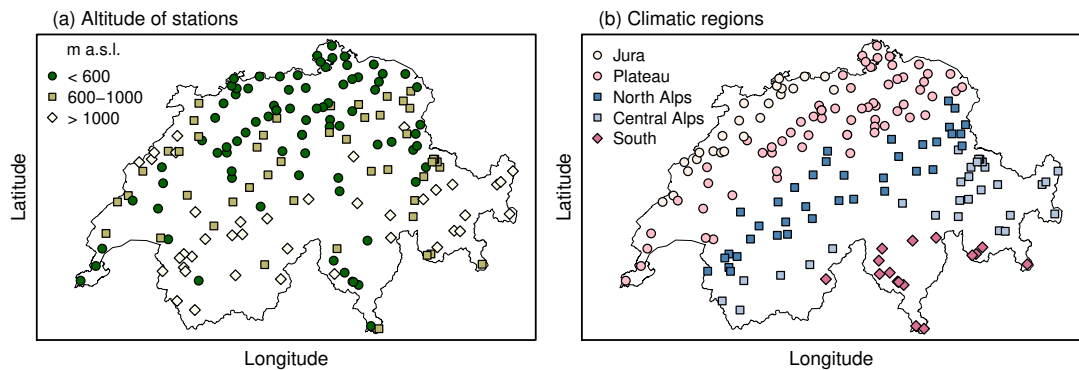 (a) Altitude of stations
m a.s.l.
< 600
600−1000
> 1000
Latitude
Longitude
(b) Climatic regions
Jura
Plateau
North Alps
Central Alps
South
Latitude
Longitude